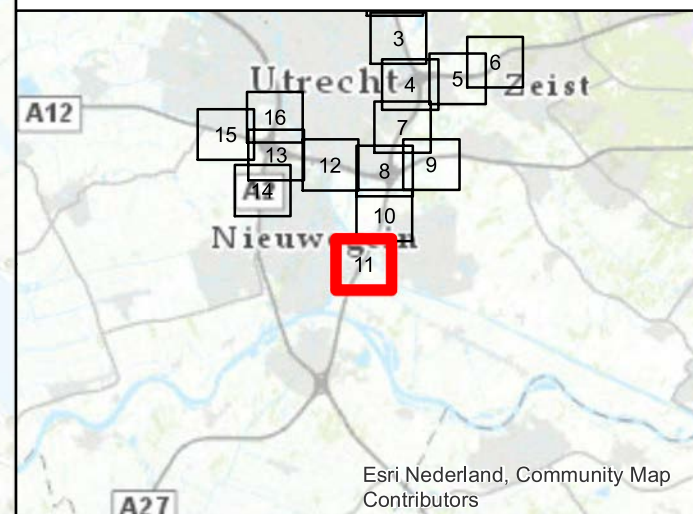 3
6
Utrecht
4
5
Zeist
A12
16
7
15
13
12
8
9
14
A2
10
Nieuwegein
11
Esri Nederland, Community Map
Contributors
A27